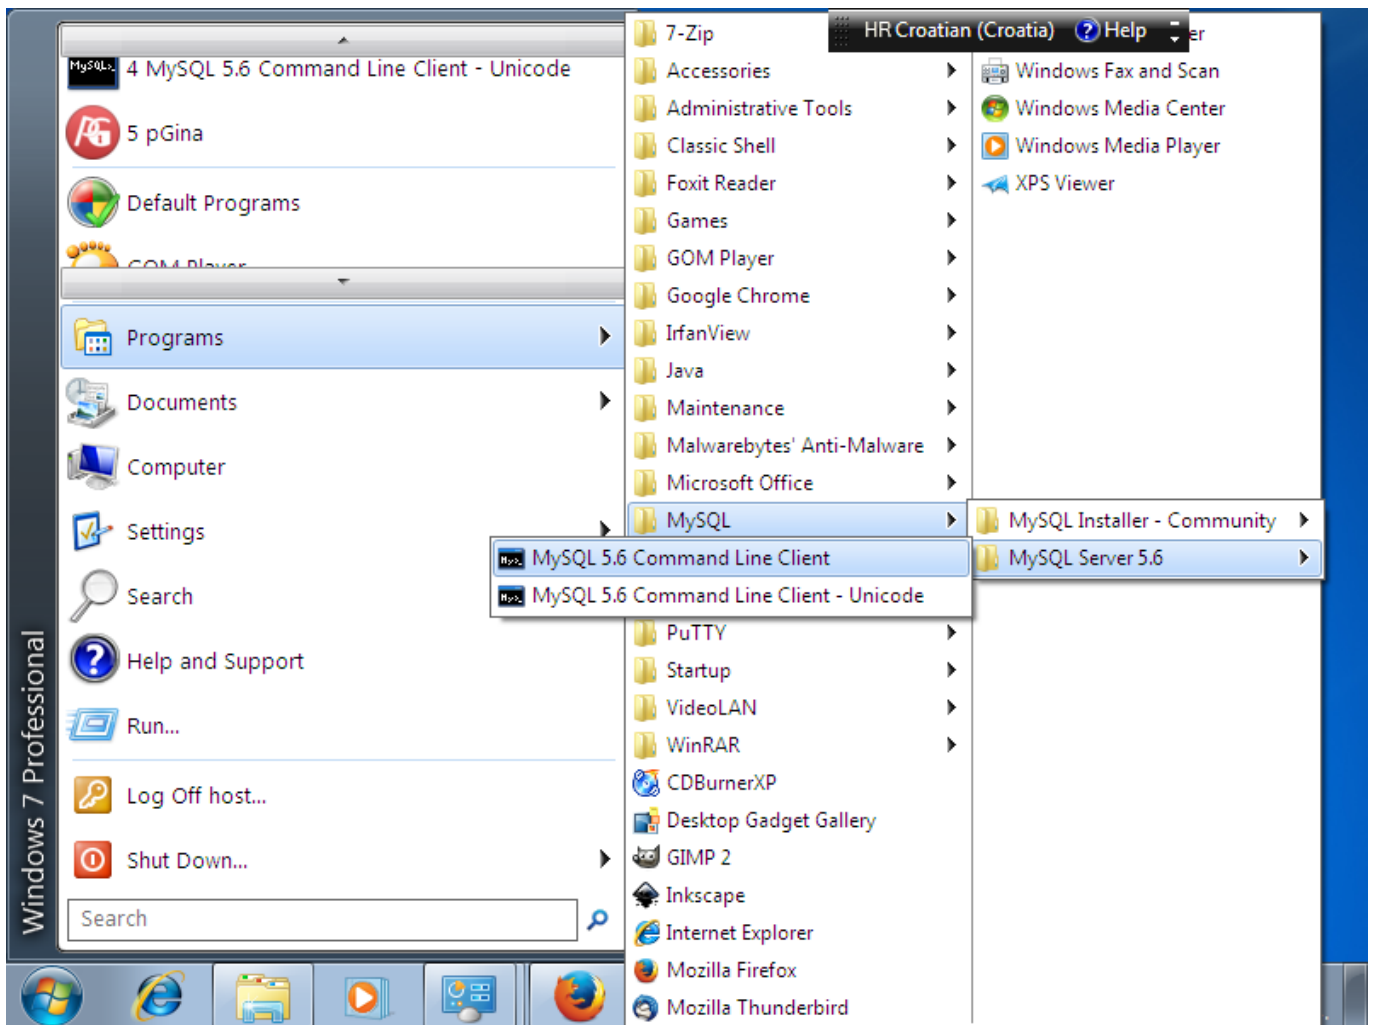 4 MySQL 5.6 Command Line Client - Unicode
5 pGina
Default Programs
GOM Player
Programs
Documents
Computer
Settings
Search
Help and Support
Run...
Log Off host...
Shut Down...
Search
Windows 7 Professional
7-Zip
Accessories
Administrative Tools
Classic Shell
Foxit Reader
Games
GOM Player
Google Chrome
IrfanView
Java
Maintenance
Malwarebytes' Anti-Malware
Microsoft Office
MySQL
MySQL 5.6 Command Line Client
MySQL 5.6 Command Line Client - Unicode
PuTTY
Startup
VideoLAN
WinRAR
CDBurnerXP
Desktop Gadget Gallery
GIMP 2
Inkscape
Internet Explorer
Mozilla Firefox
Mozilla Thunderbird
HR Croatian (Croatia) Help
Windows Fax and Scan
Windows Media Center
Windows Media Player
XPS Viewer
MySQL Installer - Community
MySQL Server 5.6